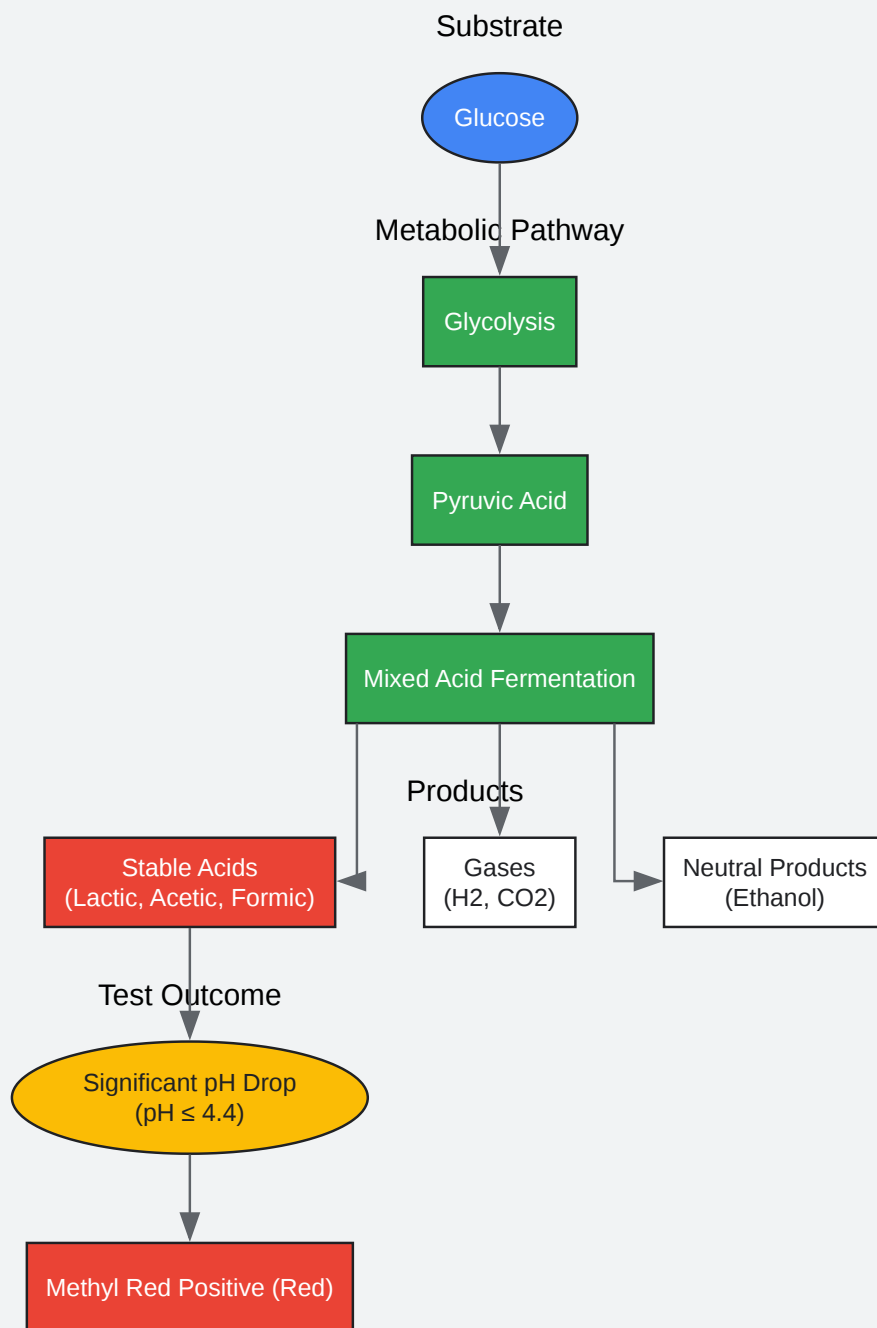 Substrate
Glucose
Metabolic Pathway
Glycolysis
Pyruvic Acid
Mixed Acid Fermentation
Products
Stable Acids
(Lactic, Acetic, Formic)
Gases
(H2, CO2)
Neutral Products
(Ethanol)
Test Outcome
Significant pH Drop
(pH ≤ 4.4)
Methyl Red Positive (Red)